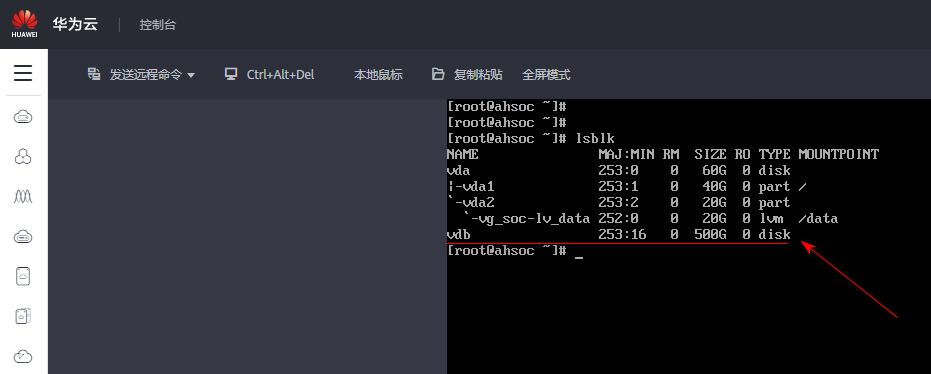 HUAWEI 华为云 控制台
发送远程命令 Ctrl+Alt+Del 本地鼠标 复制粘贴 全屏模式
[root@ahsoc ~]#
[root@ahsoc ~]#
[root@ahsoc ~]# lsblk
NAME MAJ:MIN RM SIZE RO TYPE MOUNTPOINT
vda 253:0 0 60G 0 disk
¦-vda1 253:1 0 40G 0 part /
`-vda2 253:2 0 20G 0 part
`-vg_soc-lv_data 252:0 0 20G 0 lvm /data
vdb 253:16 0 500G 0 disk
[root@ahsoc ~]# _